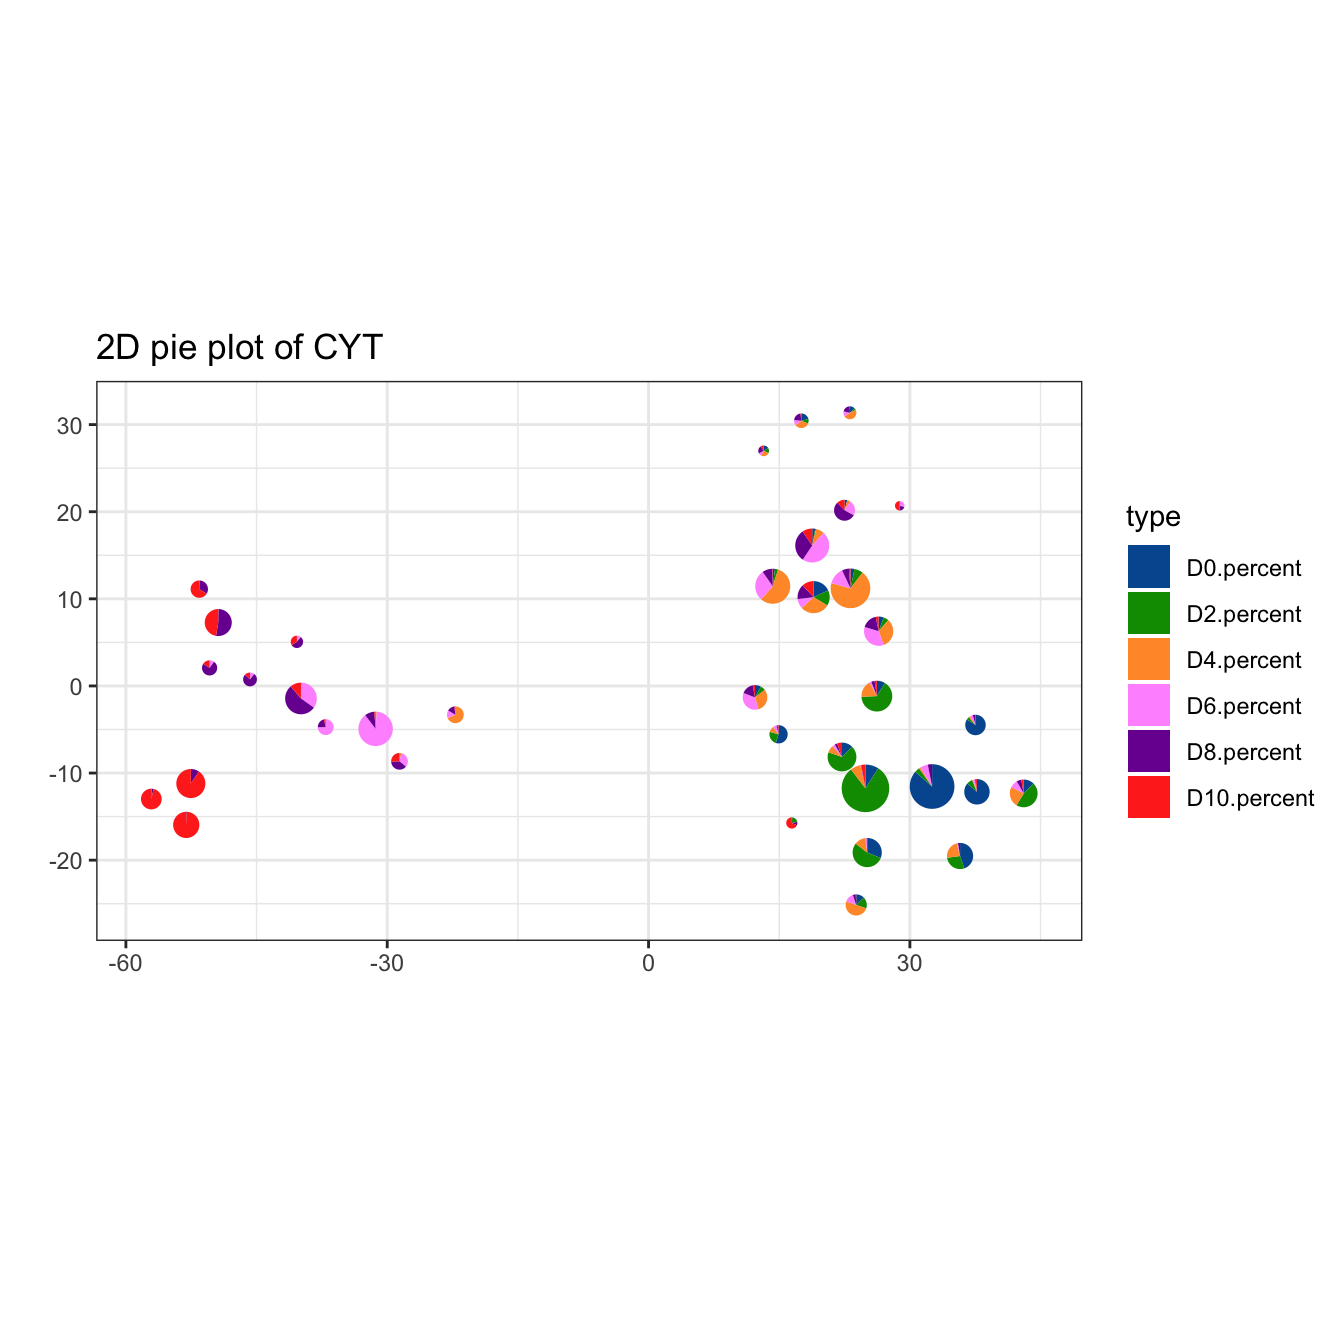 2D pie plot of CYT
30
20
10
0
-10
-20
-60
-30
0
30
type
D0.percent
D2.percent
D4.percent
D6.percent
D8.percent
D10.percent